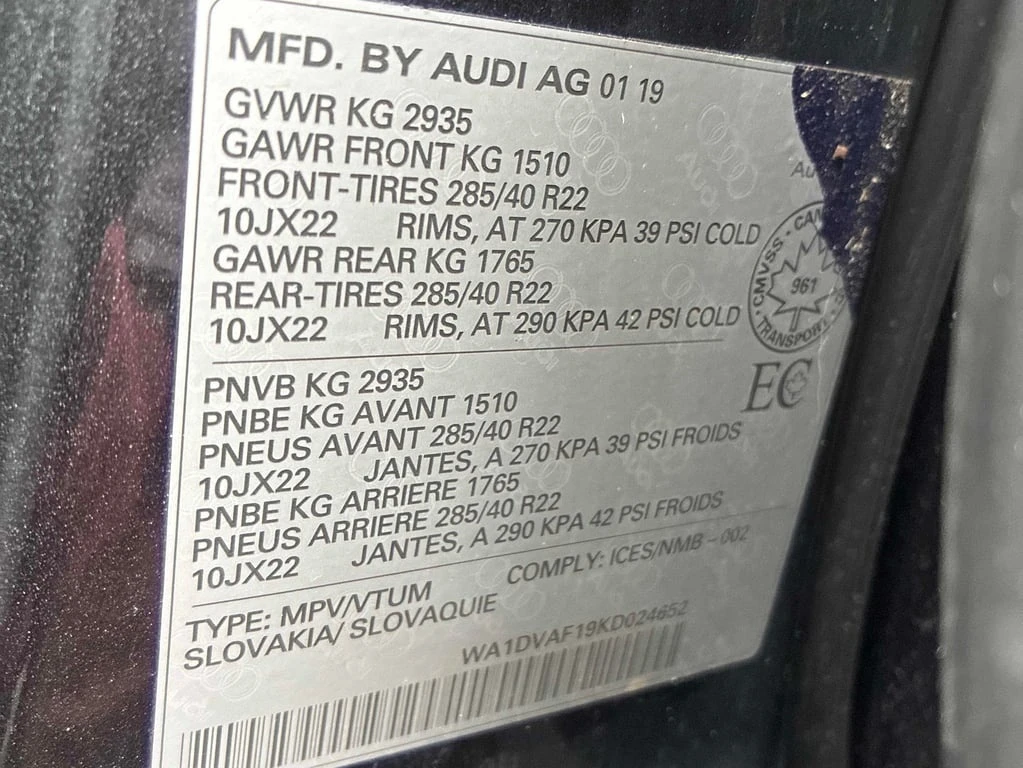 MFD. BY AUDI AG 01 19
GVWR KG 2935
GAWR FRONT KG 1510
FRONT-TIRES 285/40 R22
10JX22 RIMS, AT 270 KPA 39 PSI COLD
GAWR REAR KG 1765
REAR-TIRES 285/40 R22
10JX22 RIMS, AT 290 KPA 42 PSI COLD
CMVSS
961
TRANSPORT
EC
PNVB KG 2935
PNBE KG AVANT 1510
PNEUS AVANT 285/40 R22
10JX22 JANTES, A 270 KPA 39 PSI FROIDS
PNBE KG ARRIERE 1765
PNEUS ARRIERE 285/40 R22
10JX22 JANTES, A 290 KPA 42 PSI FROIDS
TYPE: MPV/VTUM COMPLY: ICES/NMB - 002
SLOVAKIA/ SLOVAQUIE
WA1DVAF19KD024652